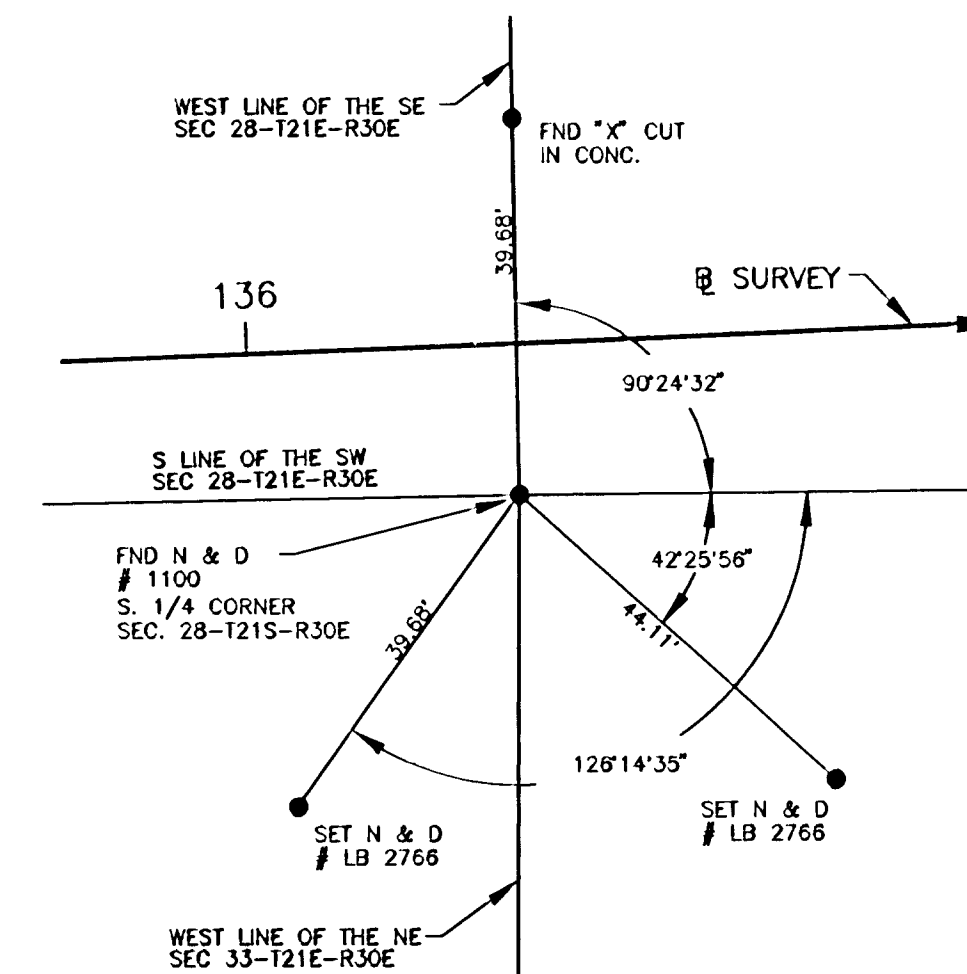 WEST LINE OF THE SE
SEC 28-T21E-R30E
FND "X" CUT
IN CONC.
39.68'
136
B͏L SURVEY
90°24'32"
S LINE OF THE SW
SEC 28-T21E-R30E
FND N & D
# 1100
S. 1/4 CORNER
SEC. 28-T21S-R30E
42°25'56"
39.68'
44.11'
126°14'35"
SET N & D
# LB 2766
SET N & D
# LB 2766
WEST LINE OF THE NE
SEC 33-T21E-R30E